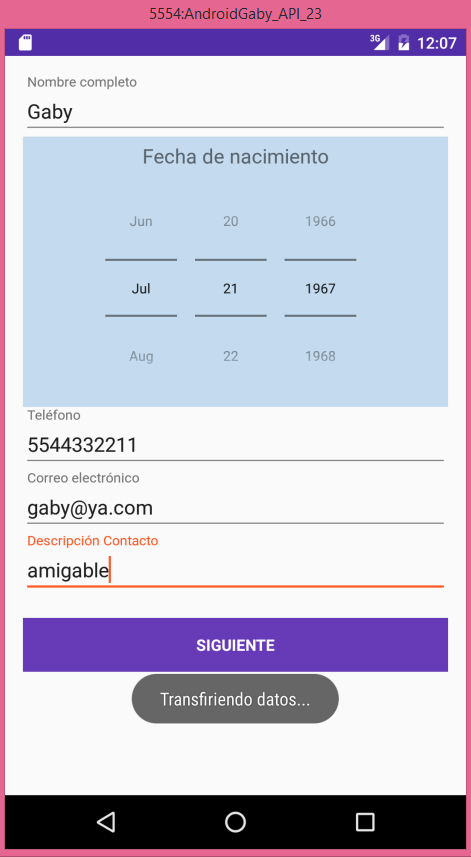 5554:AndroidGaby_API_23
3G 12:07
Nombre completo
Gaby
Fecha de nacimiento
Jun 20 1966
Jul 21 1967
Aug 22 1968
Teléfono
5544332211
Correo electrónico
gaby@ya.com
Descripción Contacto
amigable
SIGUIENTE
Transfiriendo datos...